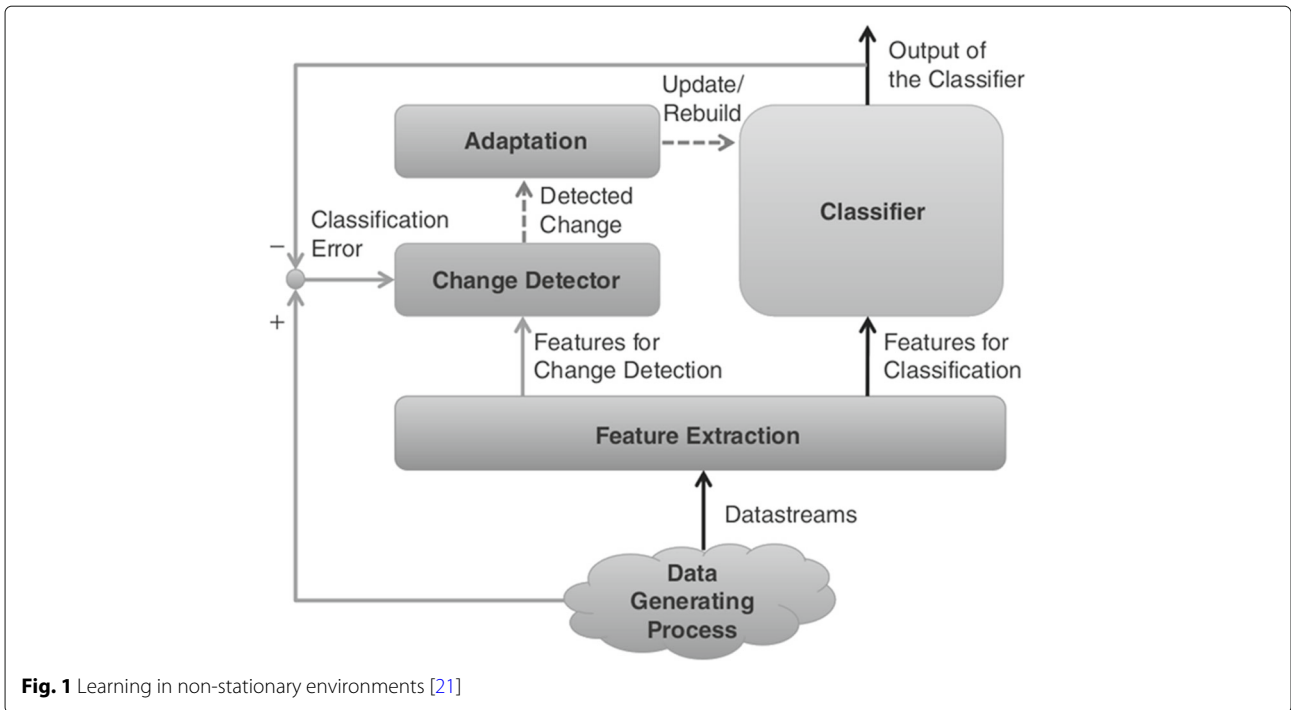 Output of
the Classifier
Update/
Rebuild
Adaptation
Classifier
Detected
Change
Classification
Error
−
Change Detector
+
Features for
Change Detection
Features for
Classification
Feature Extraction
Datastreams
Data
Generating
Process
Fig. 1 Learning in non-stationary environments [21]